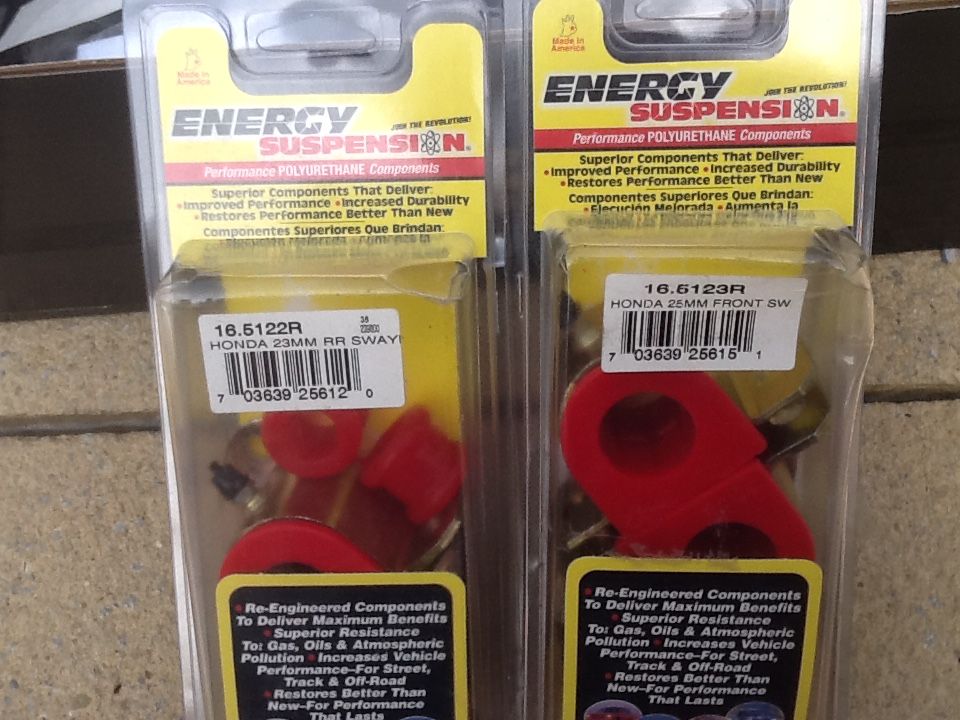 Made in
America
ENERGY
JOIN THE REVOLUTION!
SUSPENSION®
Performance POLYURETHANE Components
Superior Components That Deliver:
• Improved Performance • Increased Durability
• Restores Performance Better Than New
Componentes Superiores Que Brindan:
16.5122R
HONDA 23MM RR SWAY
7 03639 25612 0
• Re-Engineered Components
To Deliver Maximum Benefits
• Superior Resistance
To: Gas, Oils & Atmospheric
Pollution • Increases Vehicle
Performance–For Street,
Track & Off-Road
• Restores Better Than
New–For Performance
That Lasts
Made in
America
ENERGY
JOIN THE REVOLUTION!
SUSPENSION®
Performance POLYURETHANE Components
Superior Components That Deliver:
• Improved Performance • Increased Durability
• Restores Performance Better Than New
Componentes Superiores Que Brindan:
• Ejecución Mejorada • Aumenta la
16.5123R
HONDA 25MM FRONT SW
7 03639 25615 1
• Re-Engineered Components
To Deliver Maximum Benefits
• Superior Resistance
To: Gas, Oils & Atmospheric
Pollution • Increases Vehicle
Performance–For Street,
Track & Off-Road
• Restores Better Than
New–For Performance
That Lasts